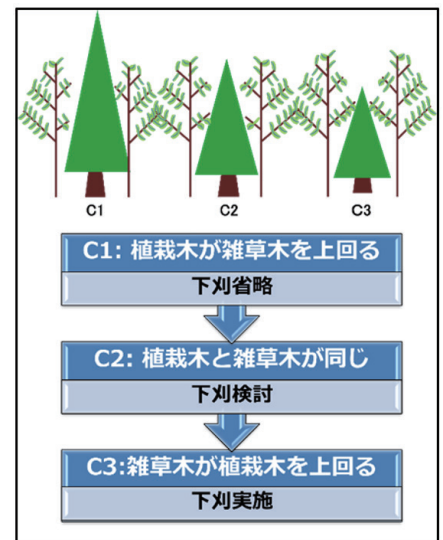 C1 C2 C3
C1: 植栽木が雑草木を上回る
下刈省略
C2: 植栽木と雑草木が同じ
下刈検討
C3:雑草木が植栽木を上回る
下刈実施